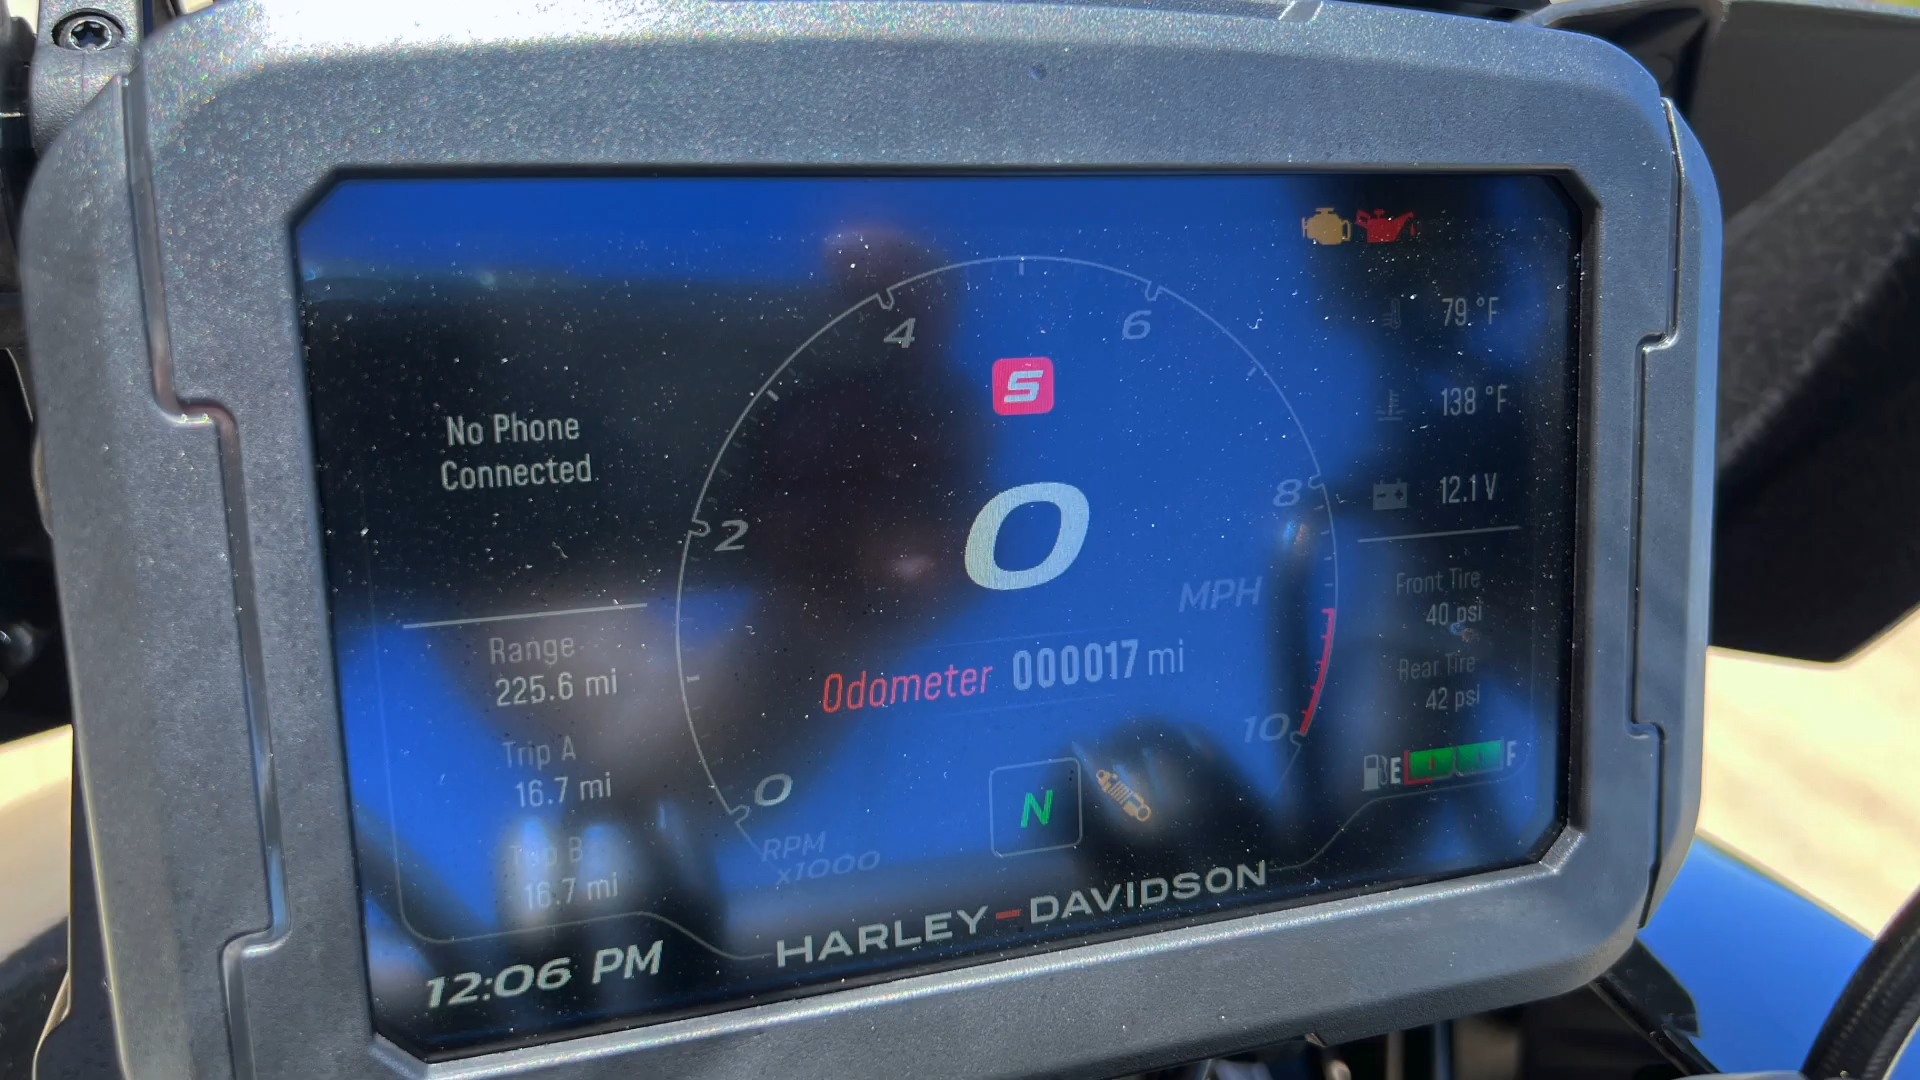 4
6
S
79 °F
138 °F
No Phone
Connected
8
12.1 V
2
0
MPH
Front Tire
40 psi
Range
225.6 mi
Odometer 000017 mi
Rear Tire
42 psi
10
Trip A
16.7 mi
E F
0
N
RPM
x1000
Trip B
16.7 mi
HARLEY-DAVIDSON
12:06 PM